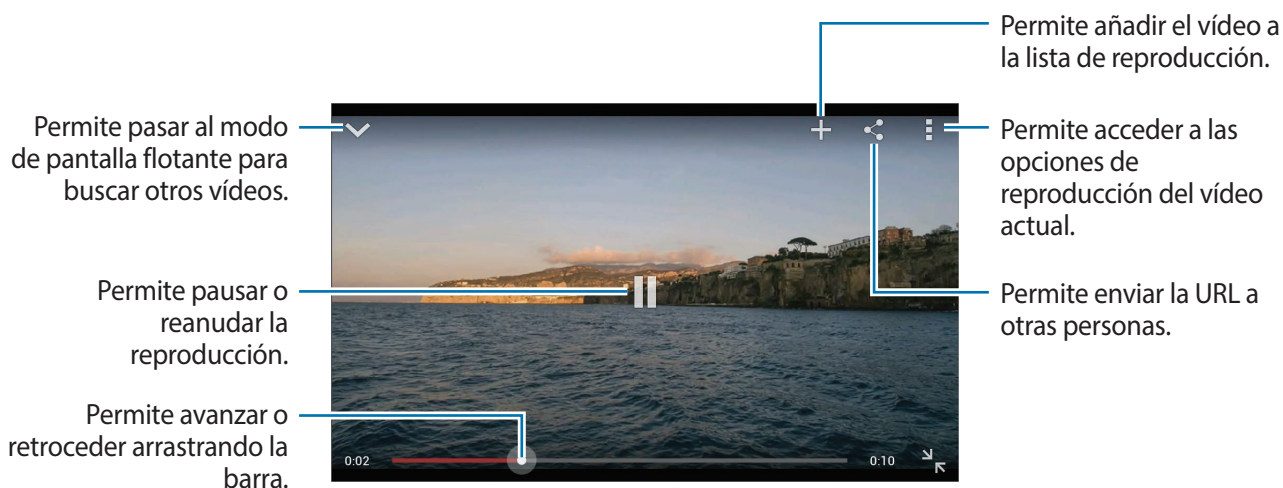 Permite añadir el vídeo a
la lista de reproducción.
Permite pasar al modo
de pantalla flotante para
buscar otros vídeos.
Permite acceder a las
opciones de
reproducción del vídeo
actual.
Permite pausar o
reanudar la
reproducción.
Permite enviar la URL a
otras personas.
Permite avanzar o
retroceder arrastrando la
barra.
0:02
0:10